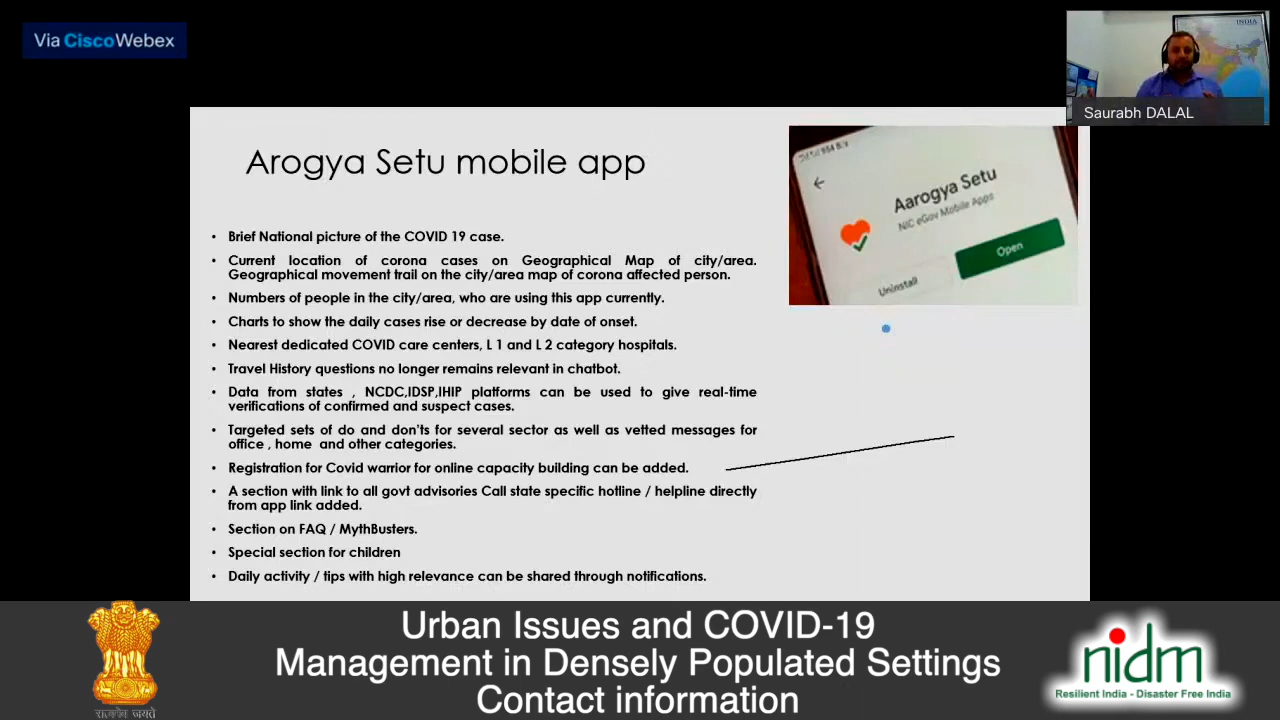 Via CiscoWebex
INDIA
Saurabh DALAL
Arogya Setu mobile app
Aarogya Setu
NIC eGov Mobile Apps
Open
Uninstall
• Brief National picture of the COVID 19 case.
• Current location of corona cases on Geographical Map of city/area.
Geographical movement trail on the city/area map of corona affected person.
• Numbers of people in the city/area, who are using this app currently.
• Charts to show the daily cases rise or decrease by date of onset.
• Nearest dedicated COVID care centers, L 1 and L 2 category hospitals.
• Travel History questions no longer remains relevant in chatbot.
• Data from states , NCDC,IDSP,IHIP platforms can be used to give real-time
verifications of confirmed and suspect cases.
• Targeted sets of do and don'ts for several sector as well as vetted messages for
office , home and other categories.
• Registration for Covid warrior for online capacity building can be added.
• A section with link to all govt advisories Call state specific hotline / helpline directly
from app link added.
• Section on FAQ / MythBusters.
• Special section for children
• Daily activity / tips with high relevance can be shared through notifications.
Urban Issues and COVID-19
Management in Densely Populated Settings
Contact information
सत्यमेव जयते
nidm
Resilient India - Disaster Free India